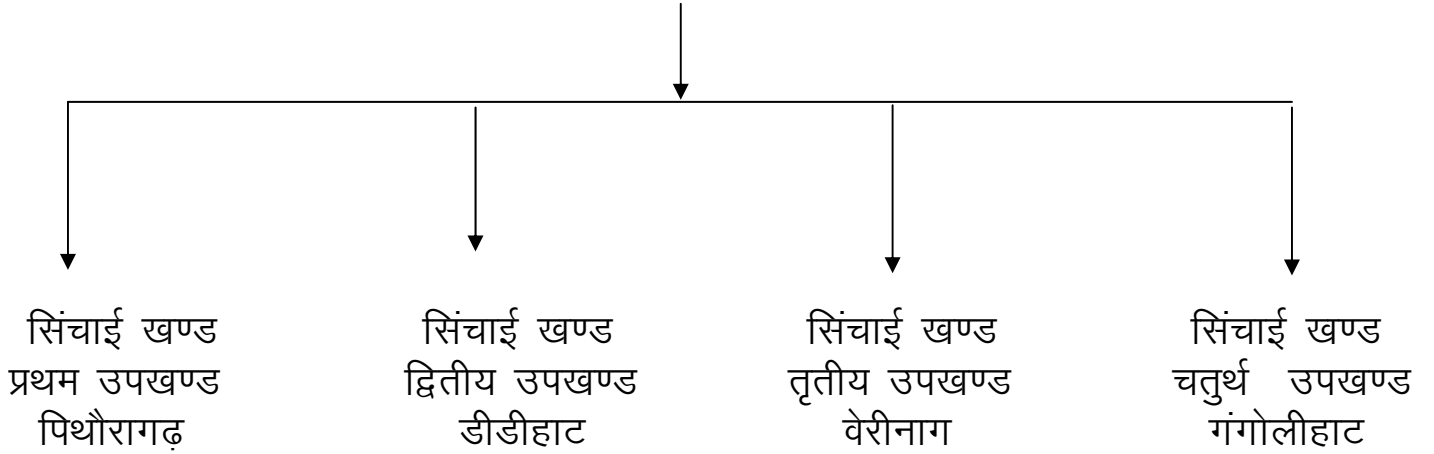 सिंचाई खण्ड
प्रथम उपखण्ड
पिथौरागढ़
सिंचाई खण्ड
द्वितीय उपखण्ड
डीडीहाट
सिंचाई खण्ड
तृतीय उपखण्ड
वेरीनाग
सिंचाई खण्ड
चतुर्थ उपखण्ड
गंगोलीहाट